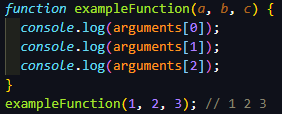 function exampleFunction(a, b, c) {
  console.log(arguments[0]);
  console.log(arguments[1]);
  console.log(arguments[2]);
}
exampleFunction(1, 2, 3); // 1 2 3